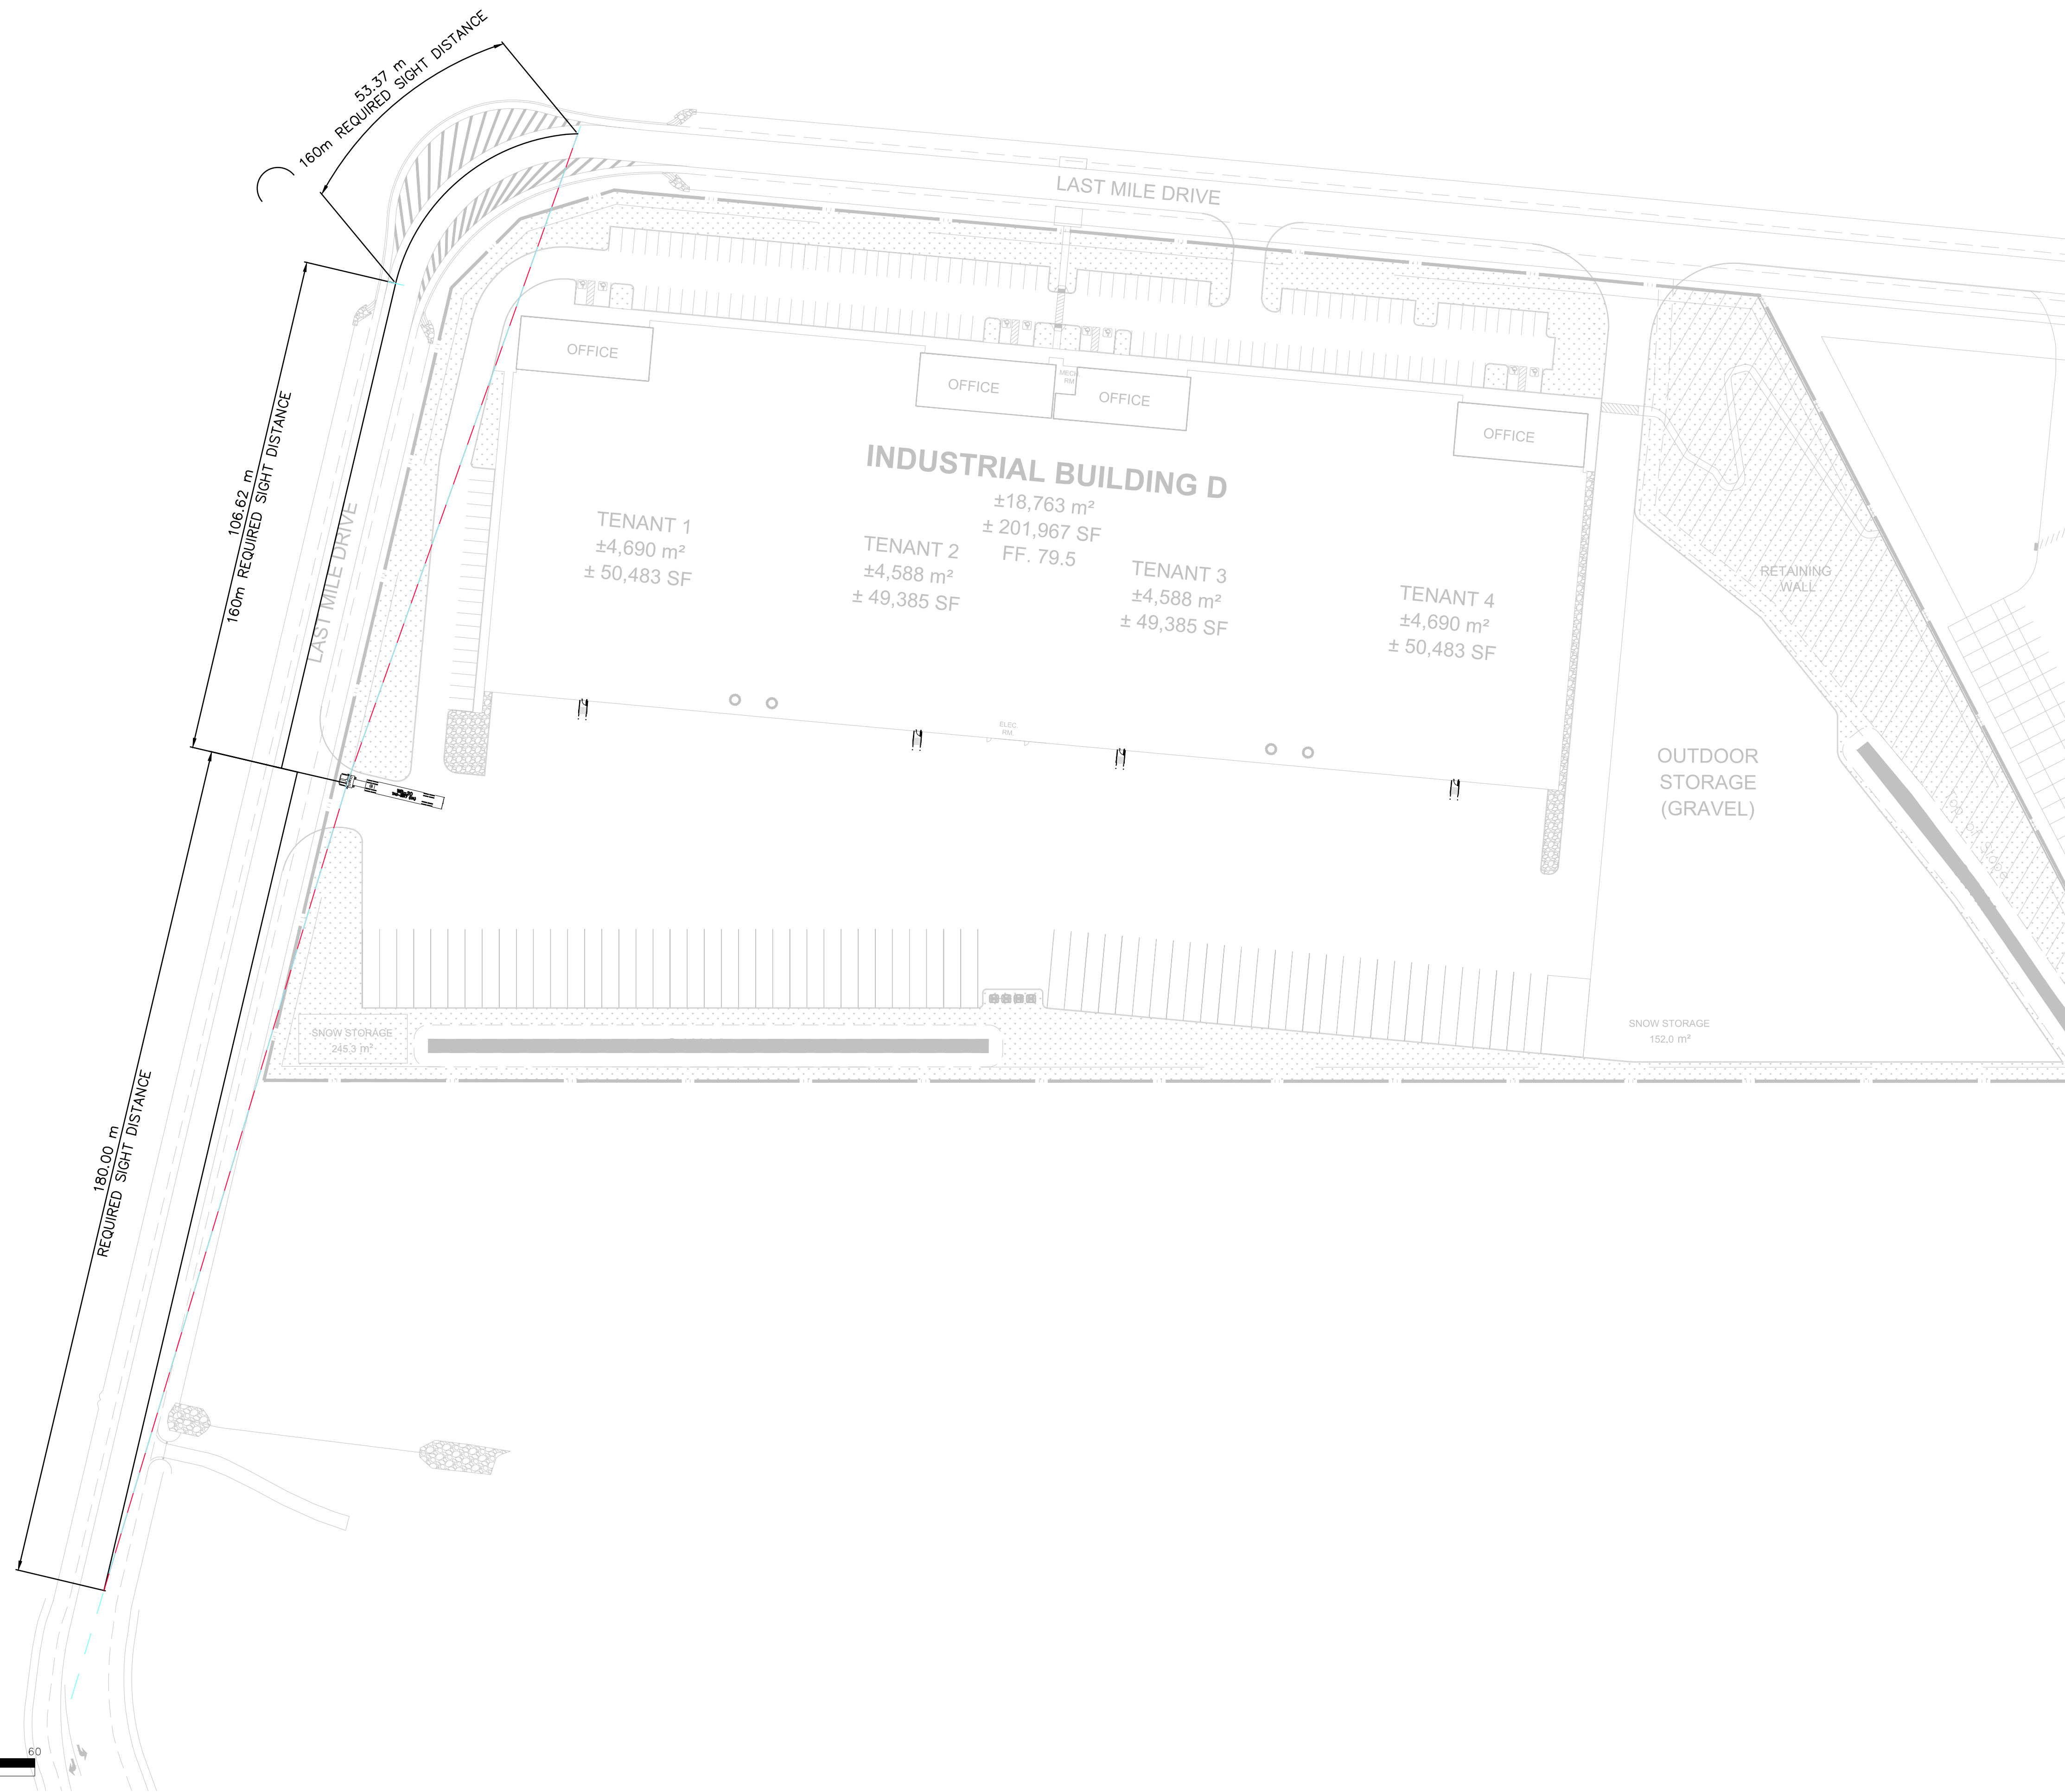 53.37 m
160m REQUIRED SIGHT DISTANCE
LAST MILE DRIVE
106.62 m
160m REQUIRED SIGHT DISTANCE
LAST MILE DRIVE
OFFICE
OFFICE
MECH.
RM.
OFFICE
OFFICE
INDUSTRIAL BUILDING D
±18,763 m²
± 201,967 SF
FF. 79.5
TENANT 1
±4,690 m²
± 50,483 SF
TENANT 2
±4,588 m²
± 49,385 SF
TENANT 3
±4,588 m²
± 49,385 SF
TENANT 4
±4,690 m²
± 50,483 SF
RETAINING
WALL
ELEC.
RM.
OUTDOOR
STORAGE
(GRAVEL)
SNOW STORAGE
245.3 m²
SNOW STORAGE
152,0 m²
180.00 m
REQUIRED SIGHT DISTANCE
60